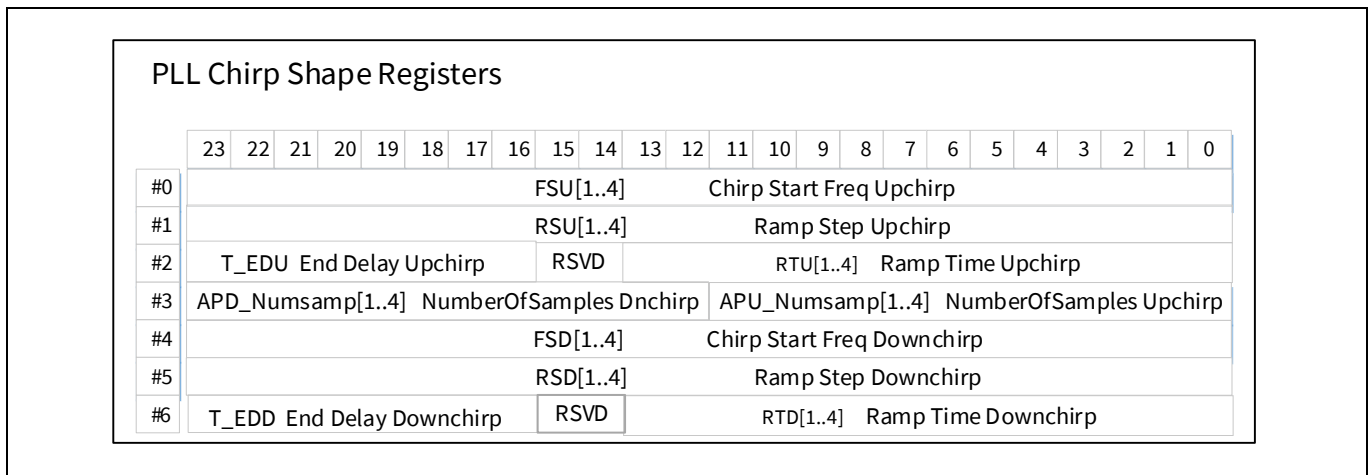 PLL Chirp Shape Registers
23 22 21 20 19 18 17 16 15 14 13 12 11 10 9 8 7 6 5 4 3 2 1 0
#0 FSU[1..4] Chirp Start Freq Upchirp
#1 RSU[1..4] Ramp Step Upchirp
#2 T_EDU End Delay Upchirp RSVD RTU[1..4] Ramp Time Upchirp
#3 APD_Numsamp[1..4] NumberOfSamples Dnchirp APU_Numsamp[1..4] NumberOfSamples Upchirp
#4 FSD[1..4] Chirp Start Freq Downchirp
#5 RSD[1..4] Ramp Step Downchirp
#6 T_EDD End Delay Downchirp RSVD RTD[1..4] Ramp Time Downchirp